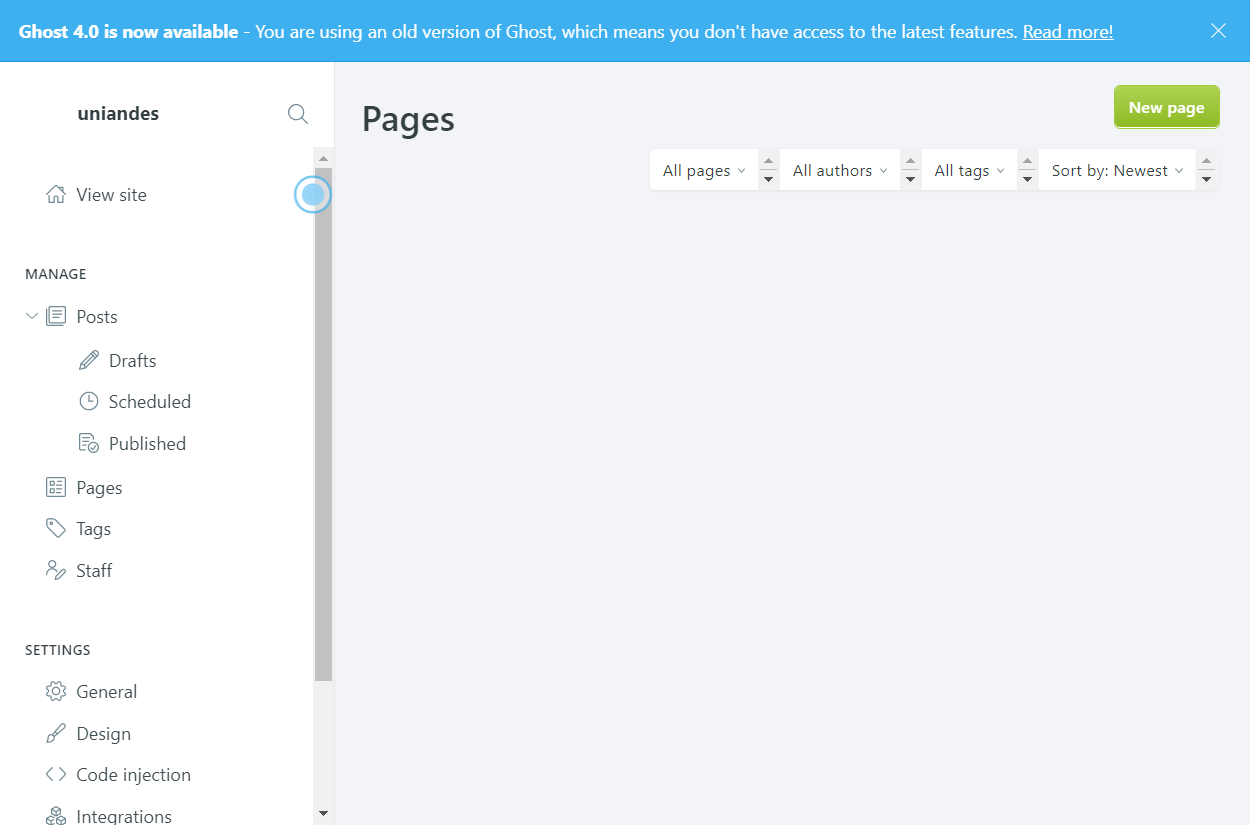 Ghost 4.0 is now available - You are using an old version of Ghost, which means you don't have access to the latest features. Read more!
uniandes
View site
MANAGE
Posts
Drafts
Scheduled
Published
Pages
Tags
Staff
SETTINGS
General
Design
Code injection
Integrations
Pages
New page
All pages All authors All tags Sort by: Newest